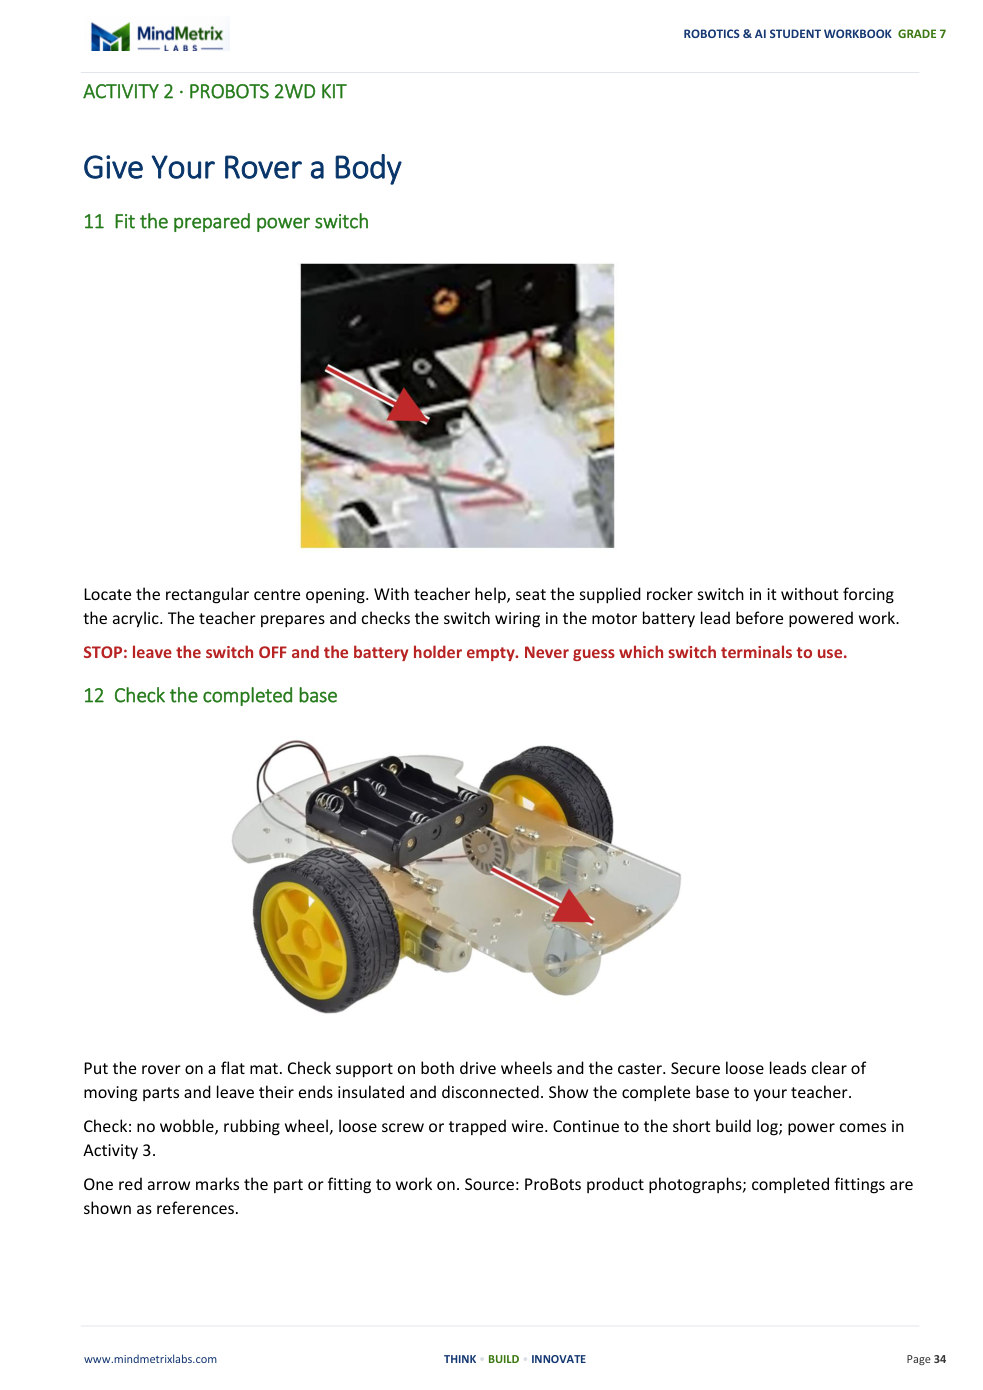 MindMetrix
LABS
ROBOTICS & AI STUDENT WORKBOOK GRADE 7
ACTIVITY 2 · PROBOTS 2WD KIT
Give Your Rover a Body
11 Fit the prepared power switch
Locate the rectangular centre opening. With teacher help, seat the supplied rocker switch in it without forcing
the acrylic. The teacher prepares and checks the switch wiring in the motor battery lead before powered work.
STOP: leave the switch OFF and the battery holder empty. Never guess which switch terminals to use.
12 Check the completed base
Put the rover on a flat mat. Check support on both drive wheels and the caster. Secure loose leads clear of
moving parts and leave their ends insulated and disconnected. Show the complete base to your teacher.
Check: no wobble, rubbing wheel, loose screw or trapped wire. Continue to the short build log; power comes in
Activity 3.
One red arrow marks the part or fitting to work on. Source: ProBots product photographs; completed fittings are
shown as references.
www.mindmetrixlabs.com
THINK • BUILD • INNOVATE
Page 34